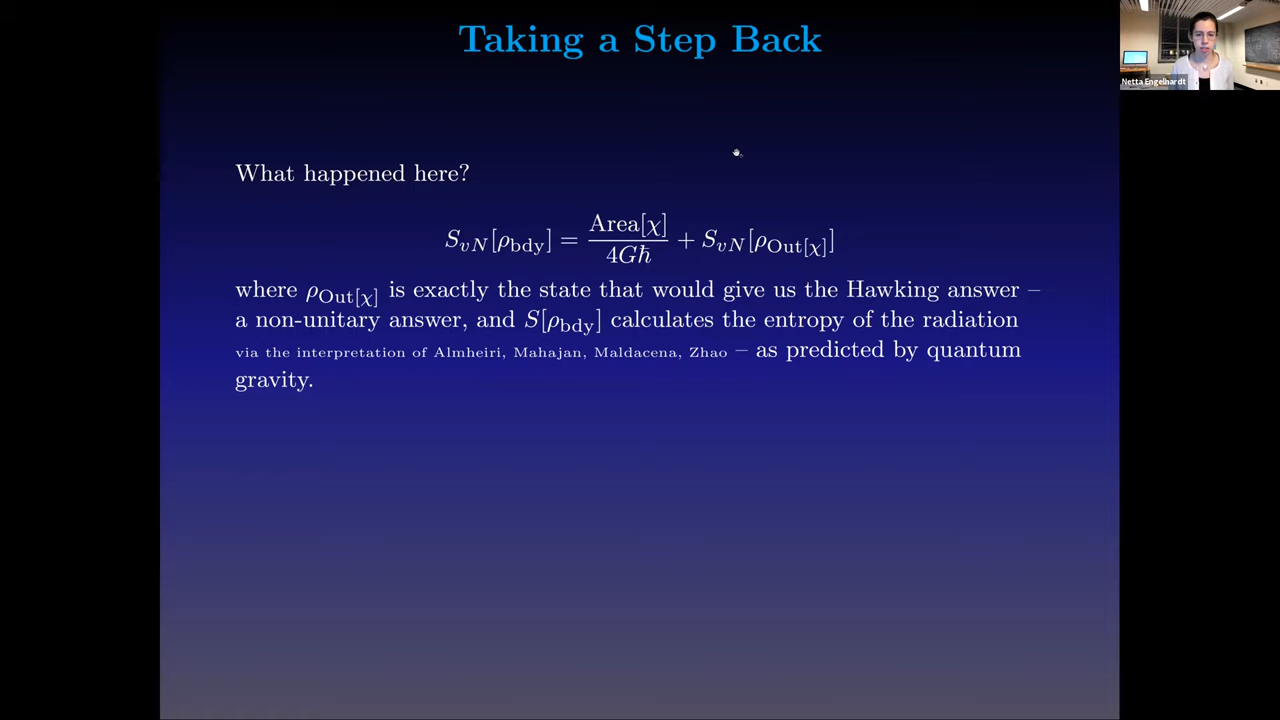 Taking a Step Back
Netta Engelhardt
What happened here?
S_{vN}[ρ_{bdy}] = \frac{Area[χ]}{4Għ} + S_{vN}[ρ_{Out[χ]}]
where ρ_{Out[χ]} is exactly the state that would give us the Hawking answer –
a non-unitary answer, and S[ρ_{bdy}] calculates the entropy of the radiation
via the interpretation of Almheiri, Mahajan, Maldacena, Zhao – as predicted by quantum
gravity.